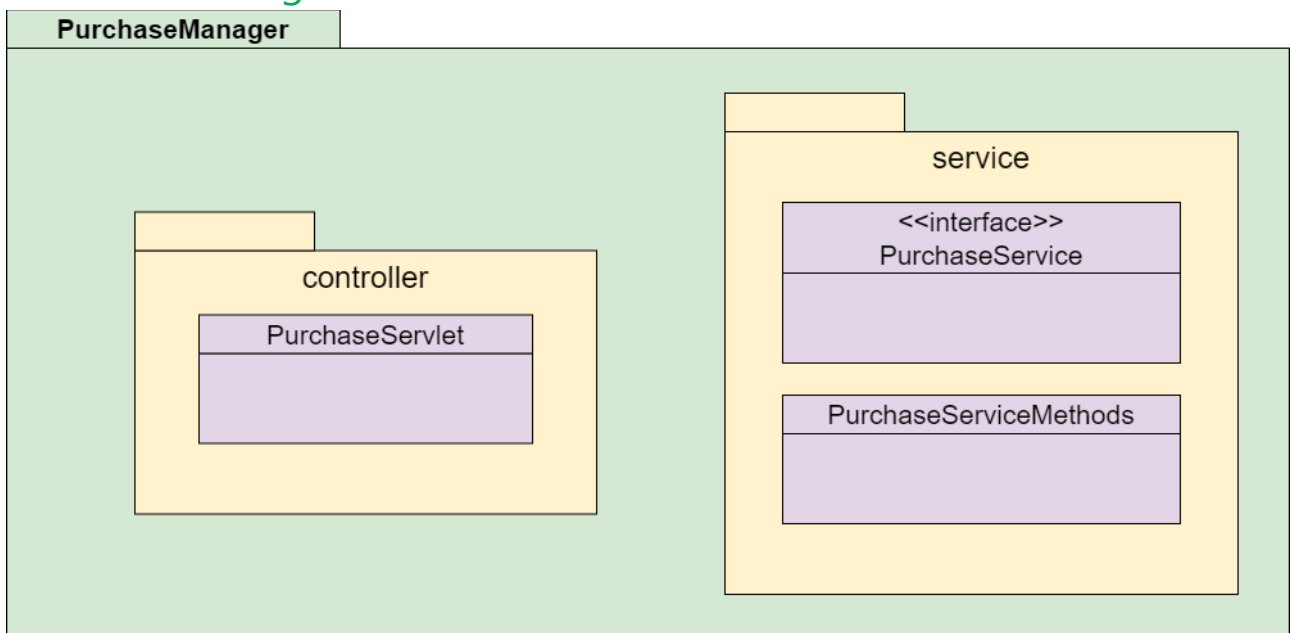 PurchaseManager
service
<<interface>>
PurchaseService
controller
PurchaseServlet
PurchaseServiceMethods